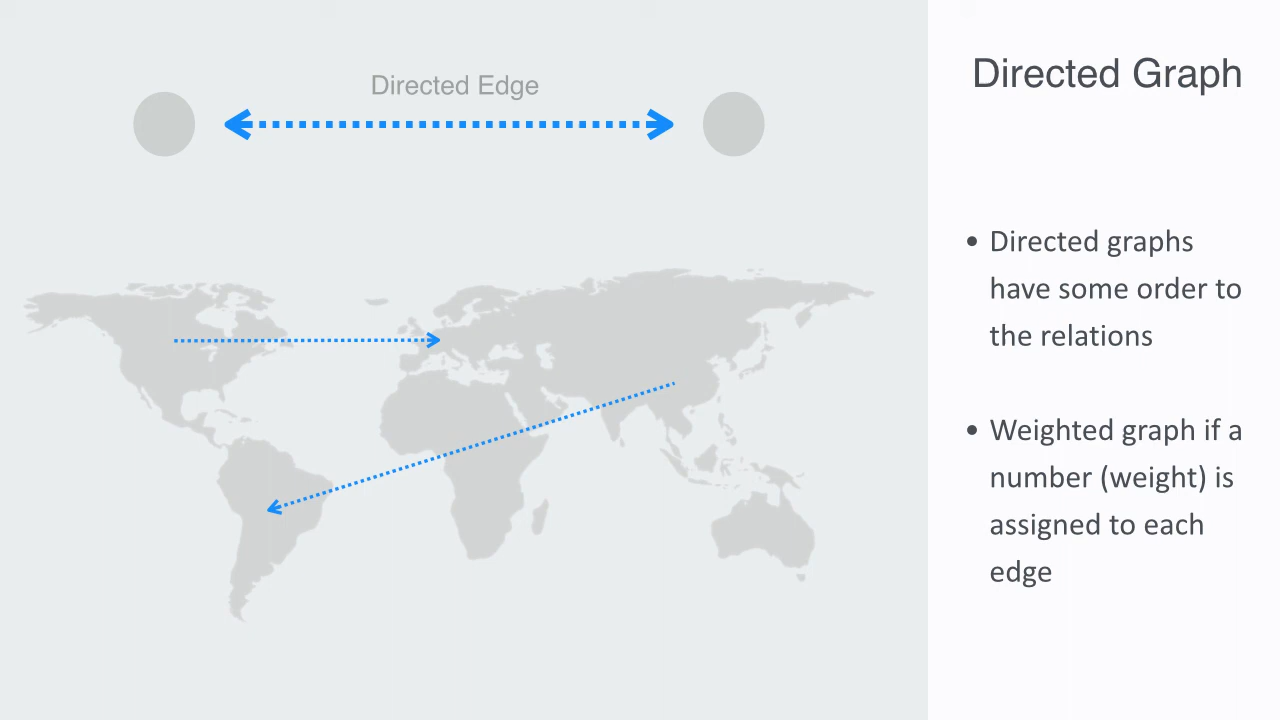 Directed Edge
Directed Graph
• Directed graphs
have some order to
the relations
• Weighted graph if a
number (weight) is
assigned to each
edge